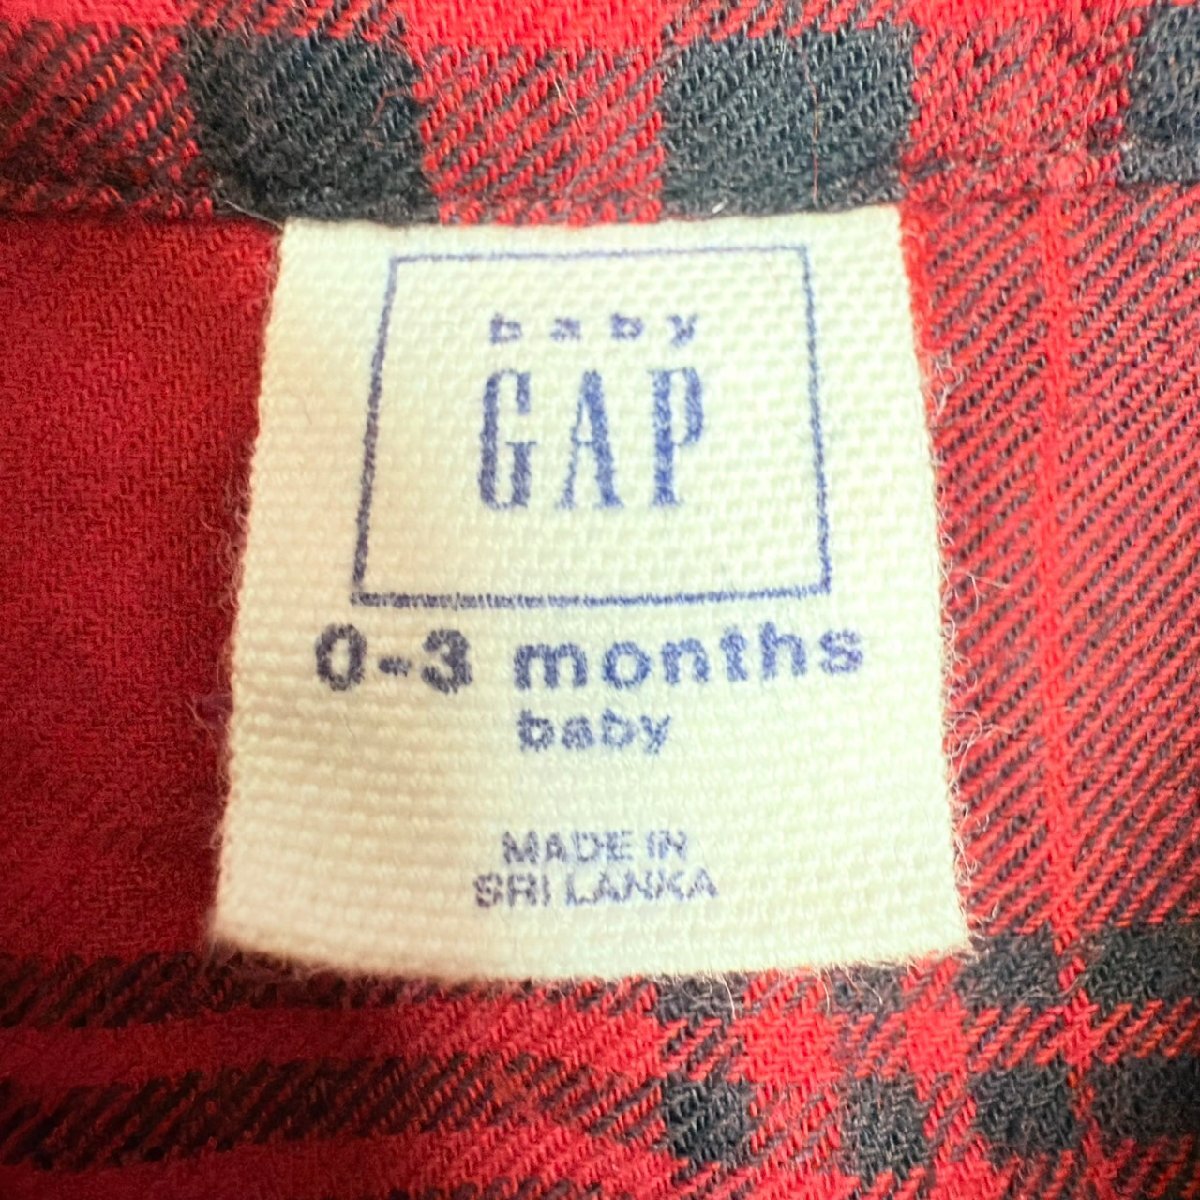 baby
GAP
0-3 months
baby
MADE IN
SRI LANKA